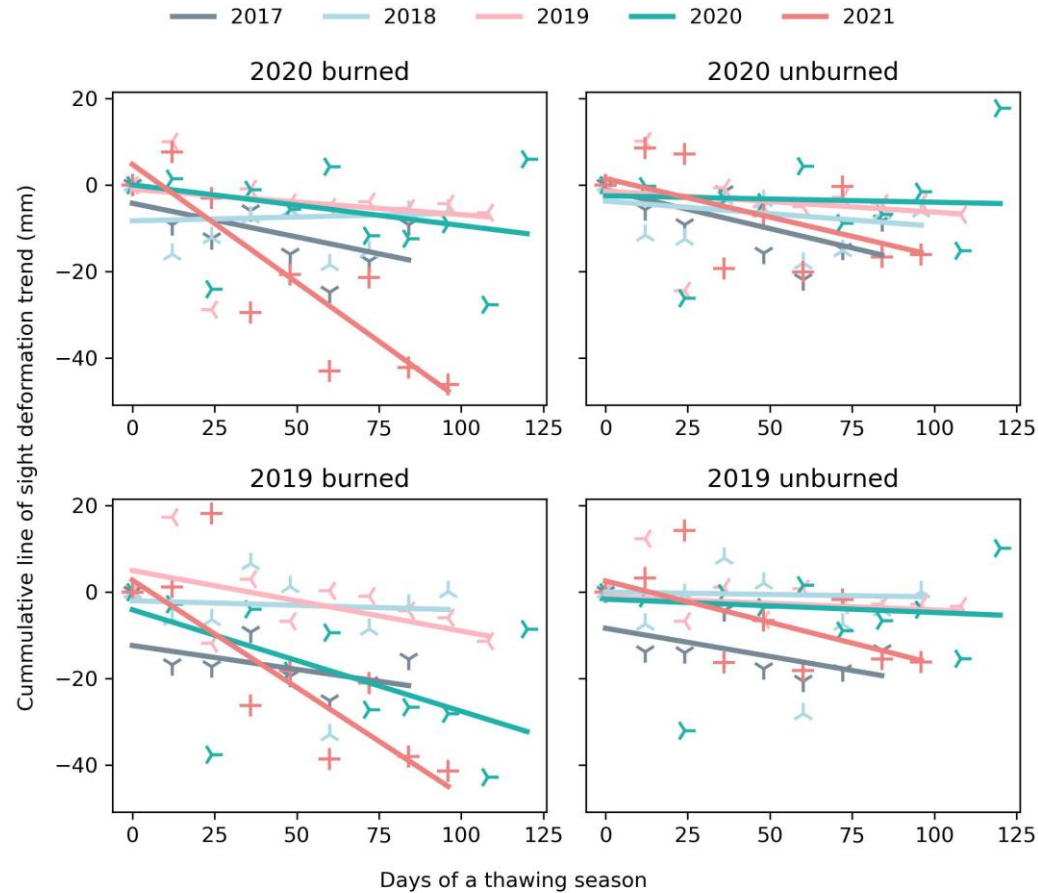 2017 2018 2019 2020 2021
2020 burned 2020 unburned
20
0
−20
−40
0 25 50 75 100 125 0 25 50 75 100 125
2019 burned 2019 unburned
20
0
−20
−40
0 25 50 75 100 125 0 25 50 75 100 125
Cummulative line of sight deformation trend (mm)
Days of a thawing season